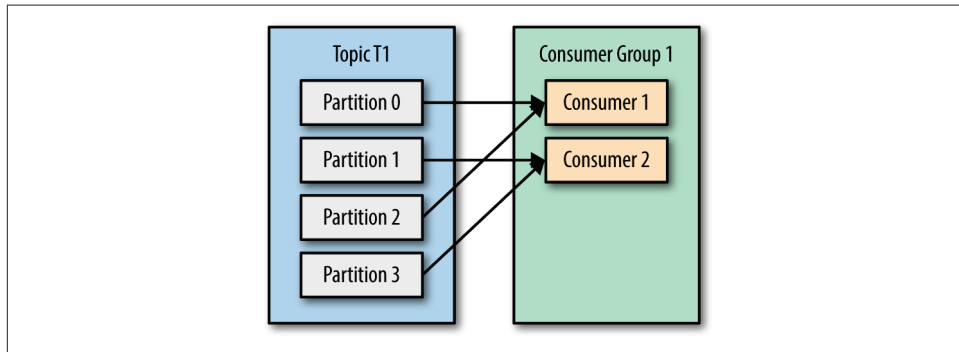 Topic T1
Partition 0
Partition 1
Partition 2
Partition 3
Consumer Group 1
Consumer 1
Consumer 2